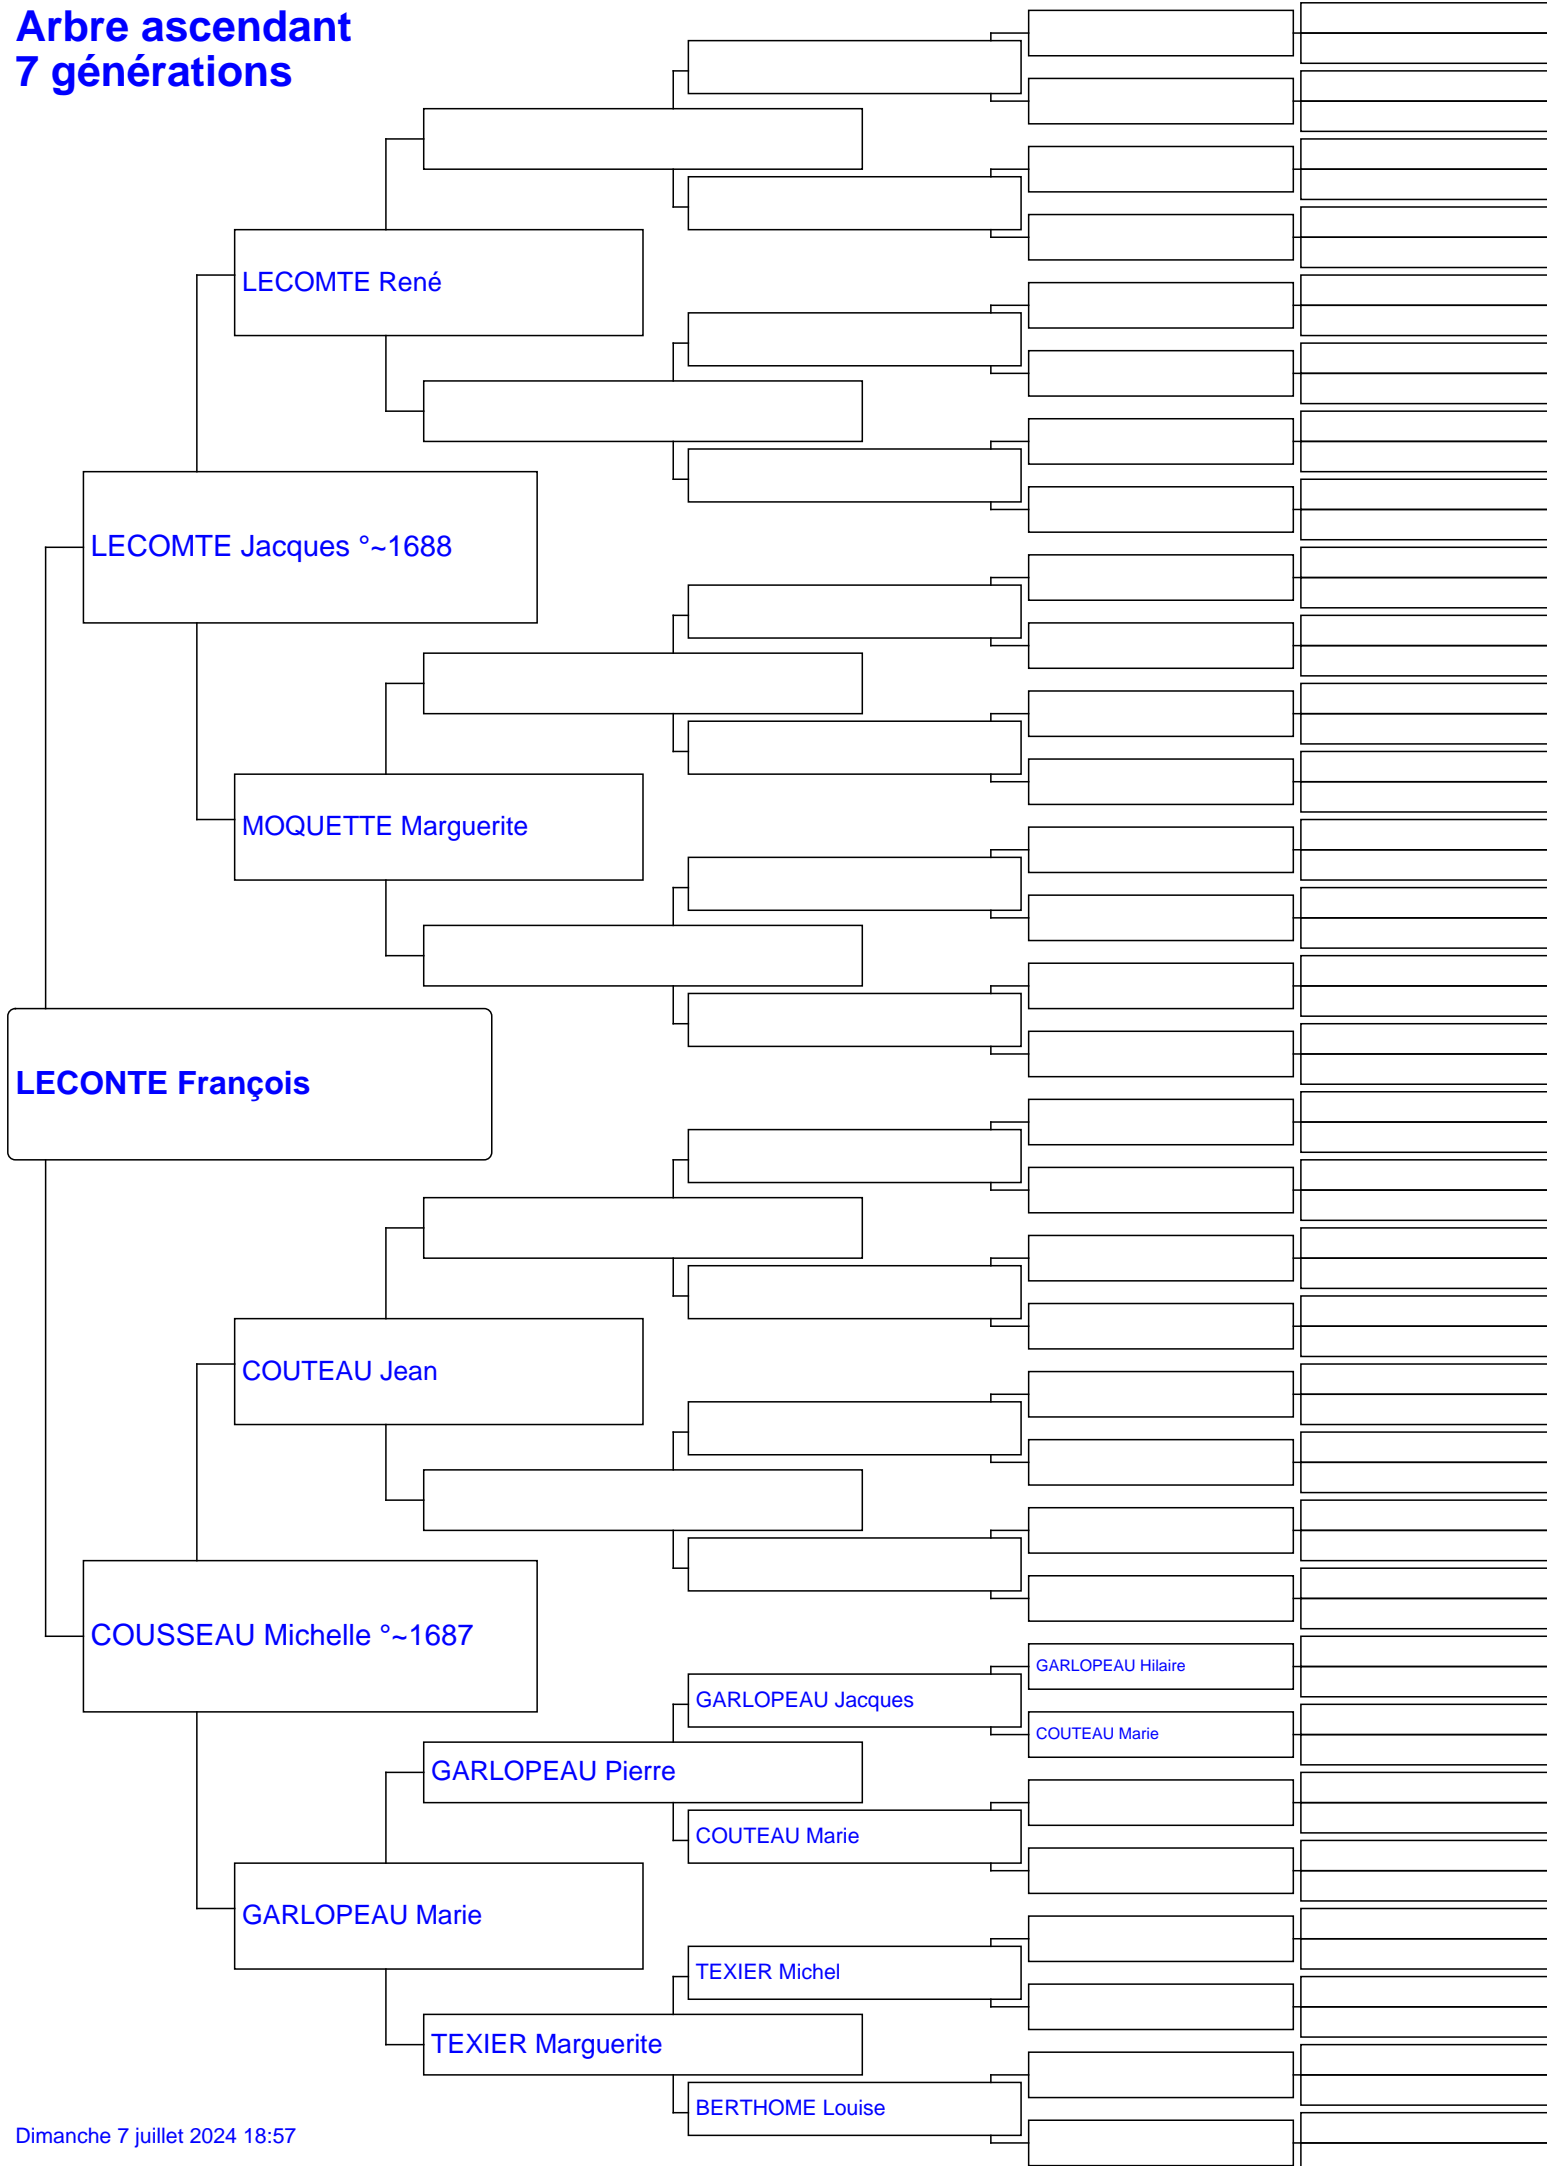 Arbre ascendant
7 générations
LECOMTE René
LECOMTE Jacques °~1688
MOQUETTE Marguerite
LECONTE François
COUTEAU Jean
COUSSEAU Michelle °~1687
GARLOPEAU Hilaire
GARLOPEAU Jacques
COUTEAU Marie
GARLOPEAU Pierre
COUTEAU Marie
GARLOPEAU Marie
TEXIER Michel
TEXIER Marguerite
BERTHOME Louise
Dimanche 7 juillet 2024 18:57